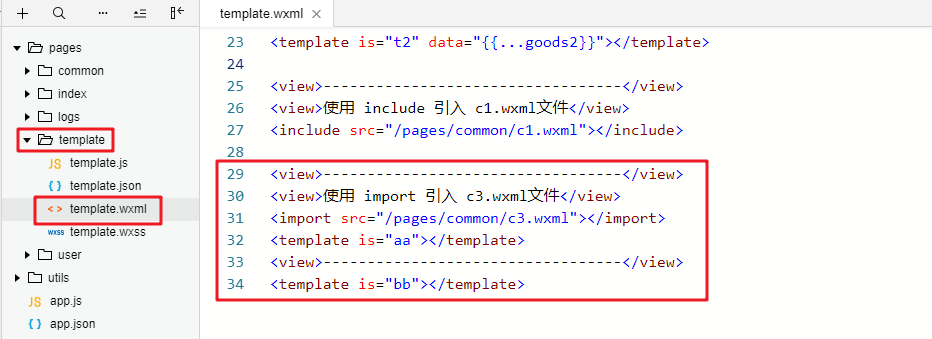 template.wxml ×
pages
common
index
logs
template
JS template.js
{ } template.json
< > template.wxml
wxss template.wxss
user
utils
JS app.js
{ } app.json
23 <template is="t2" data="{{...goods2}}"></template>
24
25 <view>----------------------------------</view>
26 <view>使用 include 引入 c1.wxml文件</view>
27 <include src="/pages/common/c1.wxml"></include>
28
29 <view>----------------------------------</view>
30 <view>使用 import 引入 c3.wxml文件</view>
31 <import src="/pages/common/c3.wxml"></import>
32 <template is="aa"></template>
33 <view>----------------------------------</view>
34 <template is="bb"></template>